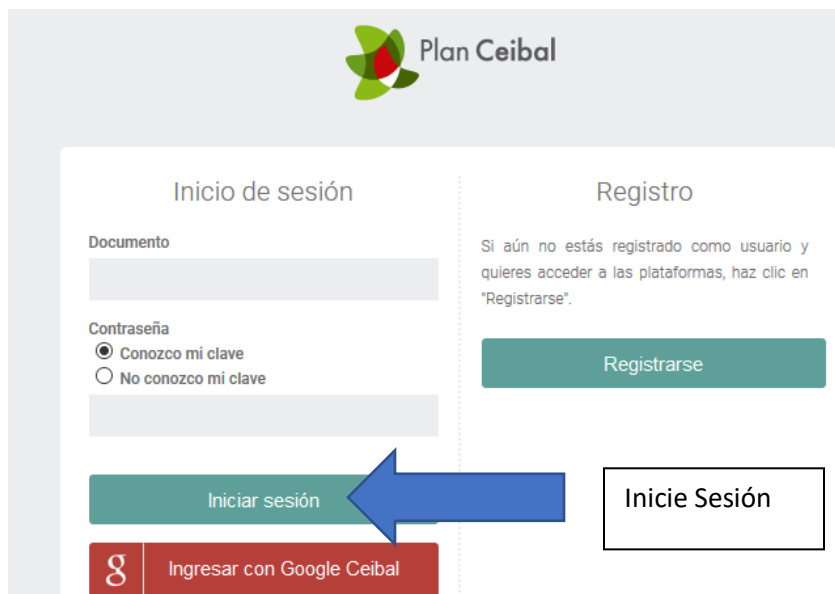 Plan Ceibal
Inicio de sesión
Documento
Contraseña
Conozco mi clave
No conozco mi clave
Iniciar sesión
g Ingresar con Google Ceibal
Registro
Si aún no estás registrado como usuario y
quieres acceder a las plataformas, haz clic en
"Registrarse".
Registrarse
Inicie Sesión